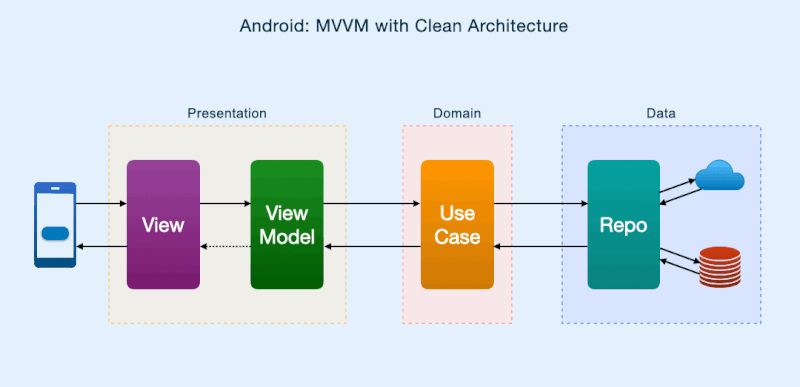 Android: MVVM with Clean Architecture
Presentation
Domain
Data
View
View
Model
Use
Case
Repo